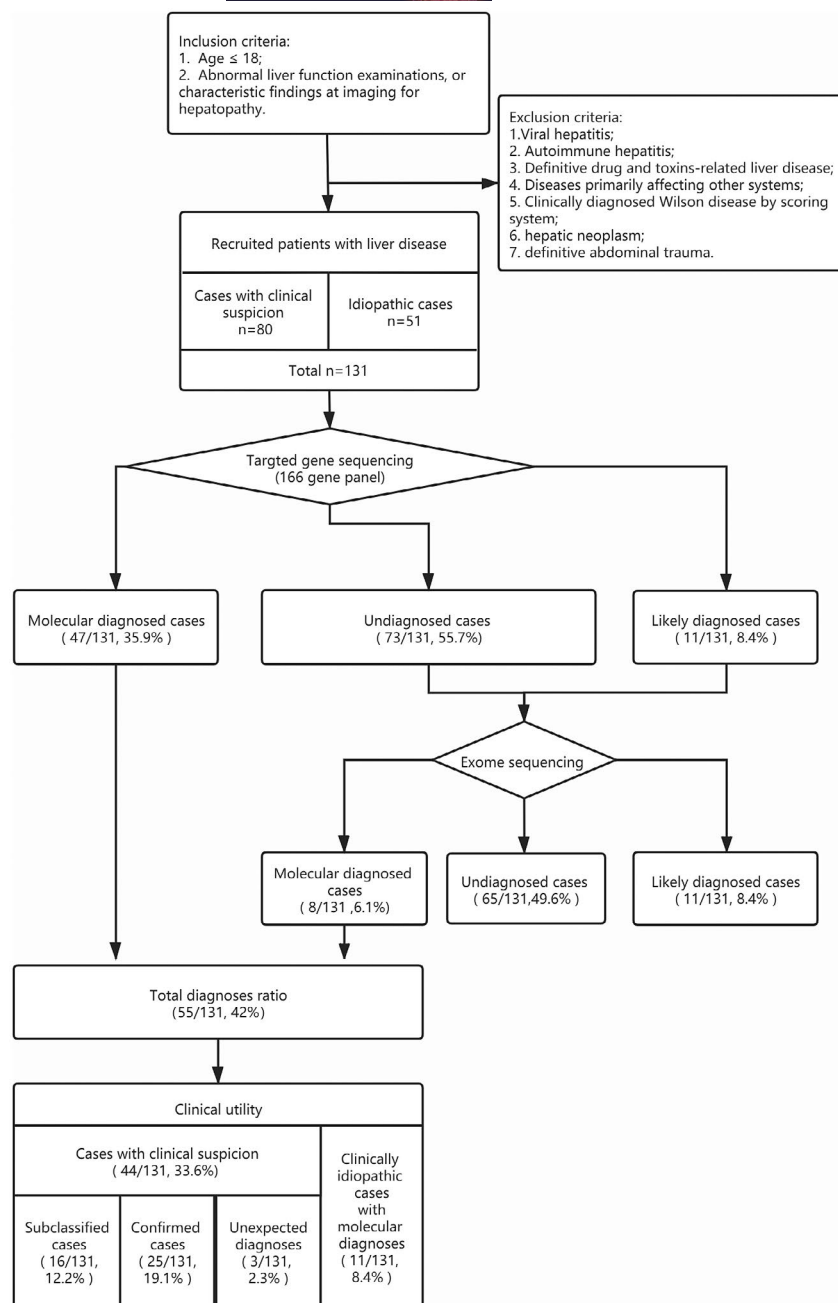 Inclusion criteria:
1. Age ≤ 18;
2. Abnormal liver function examinations, or
characteristic findings at imaging for
hepatopathy.
Exclusion criteria:
1.Viral hepatitis;
2. Autoimmune hepatitis;
3. Definitive drug and toxins-related liver disease;
4. Diseases primarily affecting other systems;
5. Clinically diagnosed Wilson disease by scoring
system;
6. hepatic neoplasm;
7. definitive abdominal trauma.
Recruited patients with liver disease
Cases with clinical
suspicion
n=80
Idiopathic cases
n=51
Total n=131
Targted gene sequencing
(166 gene panel)
Molecular diagnosed cases
( 47/131, 35.9% )
Undiagnosed cases
( 73/131, 55.7%)
Likely diagnosed cases
( 11/131, 8.4% )
Exome sequencing
Molecular diagnosed
cases
( 8/131 ,6.1%)
Undiagnosed cases
( 65/131,49.6% )
Likely diagnosed cases
( 11/131, 8.4% )
Total diagnoses ratio
(55/131, 42%)
Clinical utility
Cases with clinical suspicion
( 44/131, 33.6%)
Subclassified
cases
( 16/131,
12.2% )
Confirmed
cases
( 25/131,
19.1% )
Unexpected
diagnoses
( 3/131,
2.3% )
Clinically
idiopathic
cases
with
molecular
diagnoses
( 11/131,
8.4% )